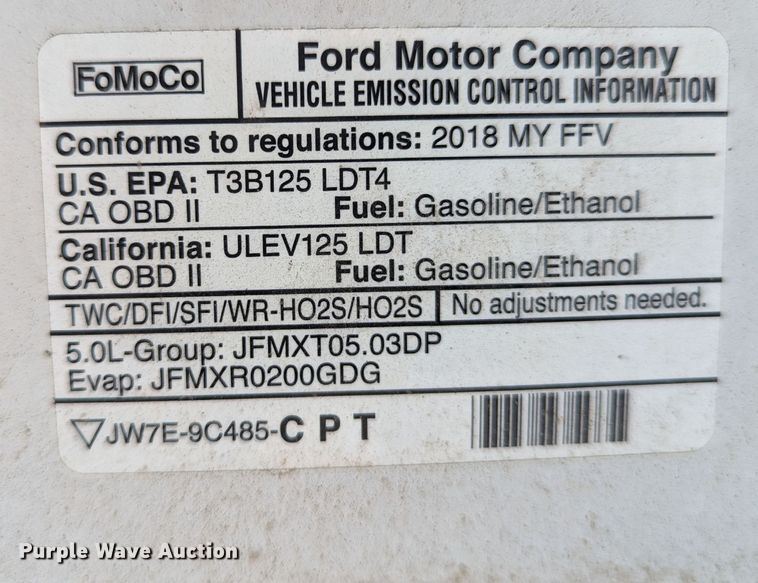 FoMoCo
Ford Motor Company
VEHICLE EMISSION CONTROL INFORMATION
Conforms to regulations: 2018 MY FFV
U.S. EPA: T3B125 LDT4
CA OBD II Fuel: Gasoline/Ethanol
California: ULEV125 LDT
CA OBD II Fuel: Gasoline/Ethanol
TWC/DFI/SFI/WR-HO2S/HO2S No adjustments needed.
5.0L-Group: JFMXT05.03DP
Evap: JFMXR0200GDG
JW7E-9C485-C P T
Purple Wave Auction